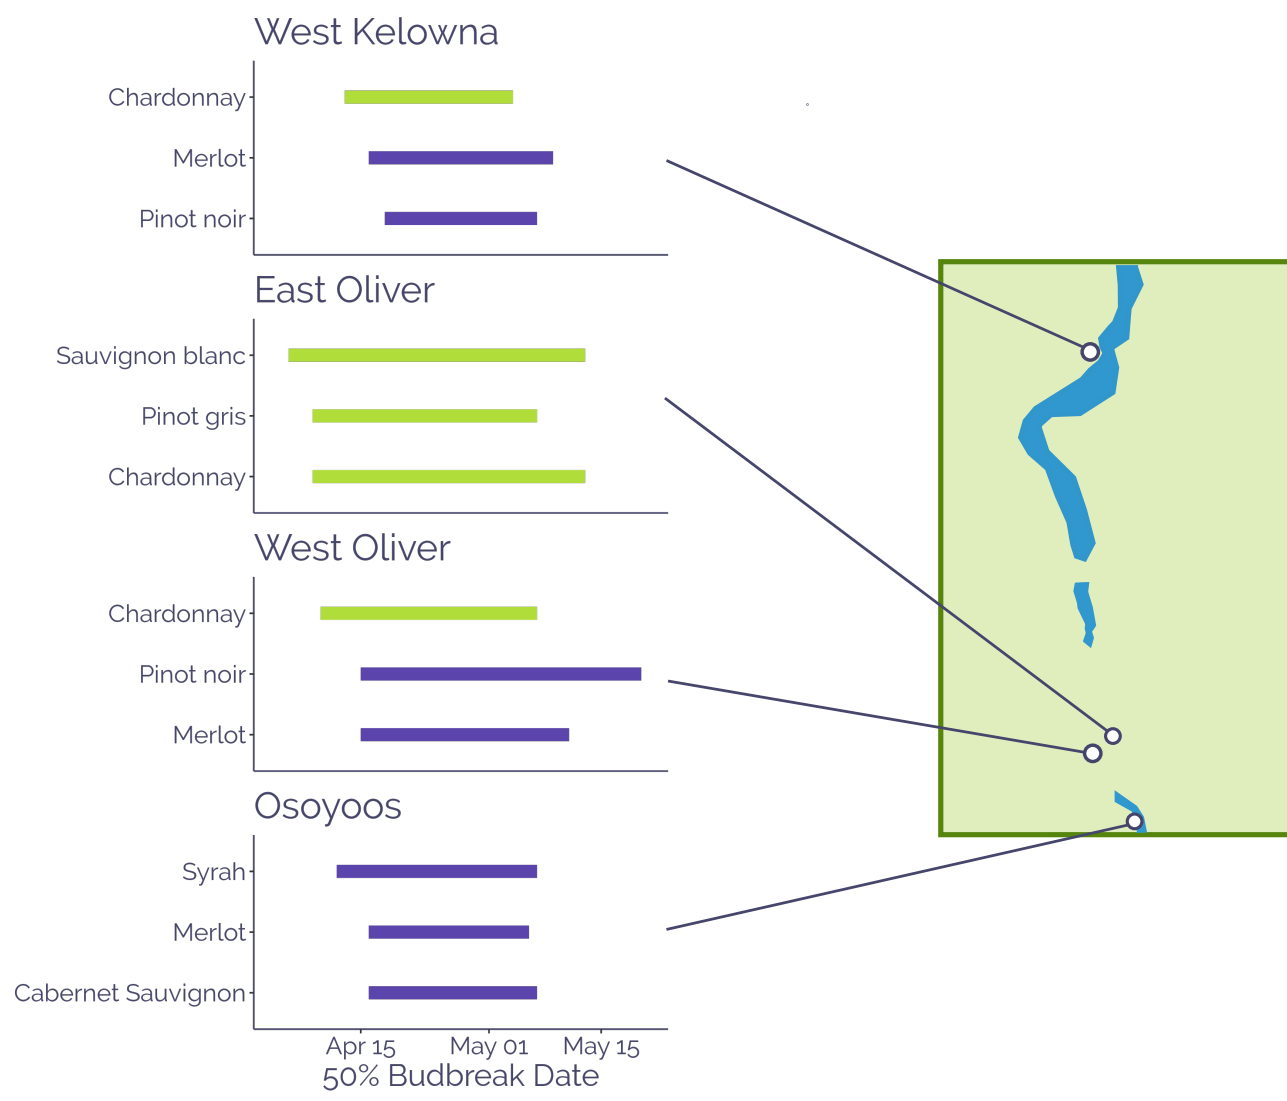 West Kelowna
Chardonnay
Merlot
Pinot noir
East Oliver
Sauvignon blanc
Pinot gris
Chardonnay
West Oliver
Chardonnay
Pinot noir
Merlot
Osoyoos
Syrah
Merlot
Cabernet Sauvignon
Apr 15 May 01 May 15
50% Budbreak Date